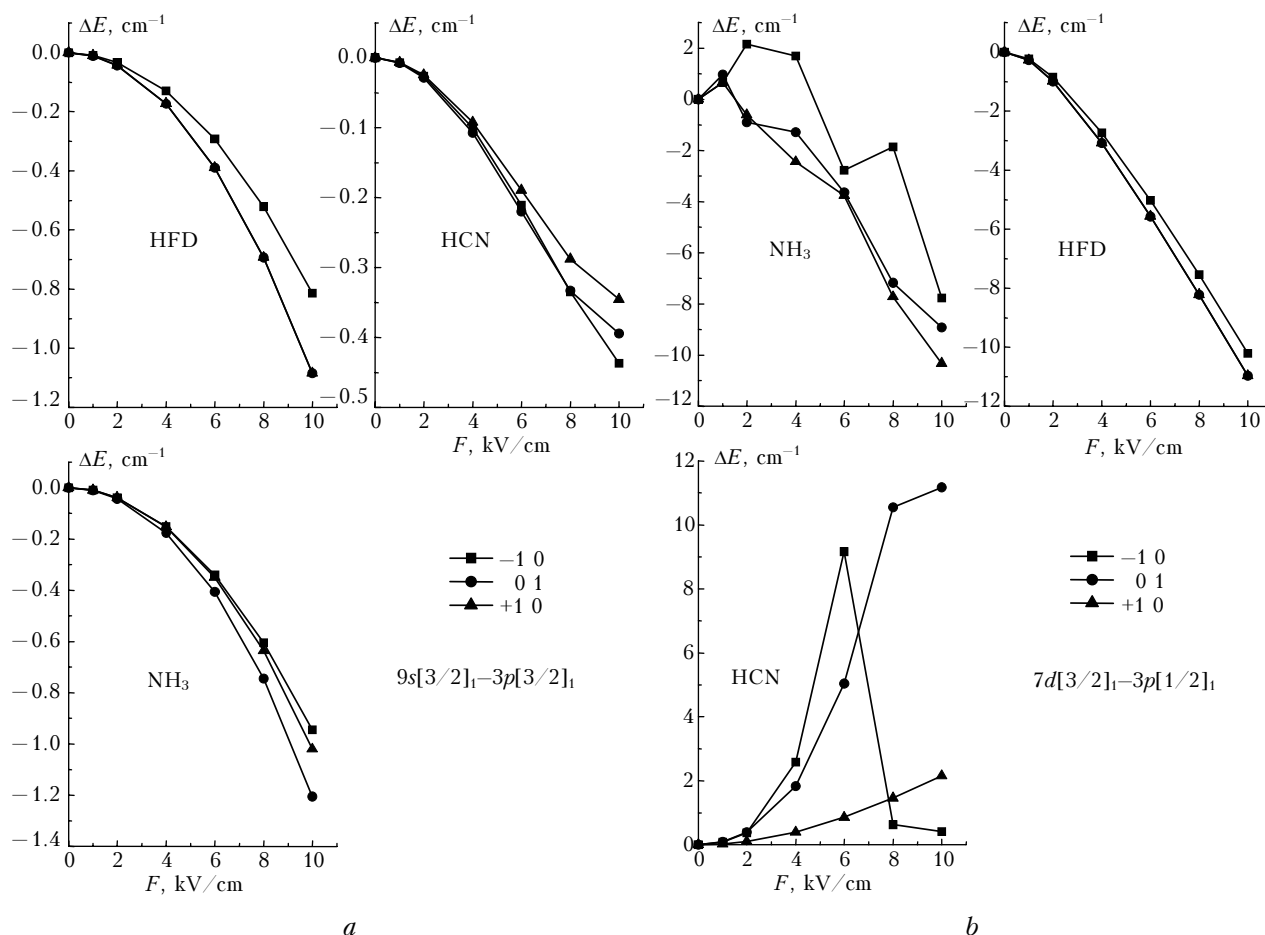 ΔE, cm⁻¹
0.0
−0.2
−0.4
−0.6
−0.8
−1.0
−1.2
0 2 4 6 8 10
HFD
ΔE, cm⁻¹
0.0
−0.1
−0.2
−0.3
−0.4
−0.5
0 2 4 6 8 10
F, kV/cm
HCN
ΔE, cm⁻¹
2
0
−2
−4
−6
−8
−10
−12
0 2 4 6 8 10
NH₃
ΔE, cm⁻¹
0
−2
−4
−6
−8
−10
−12
0 2 4 6 8 10
F, kV/cm
HFD
ΔE, cm⁻¹
0.0
−0.2
−0.4
−0.6
−0.8
−1.0
−1.2
−1.4
0 2 4 6 8 10
F, kV/cm
NH₃
−1 0
0 1
+1 0
9s[3/2]₁−3p[3/2]₁
a
ΔE, cm⁻¹
12
10
8
6
4
2
0
0 2 4 6 8 10
F, kV/cm
HCN
−1 0
0 1
+1 0
7d[3/2]₁−3p[1/2]₁
b